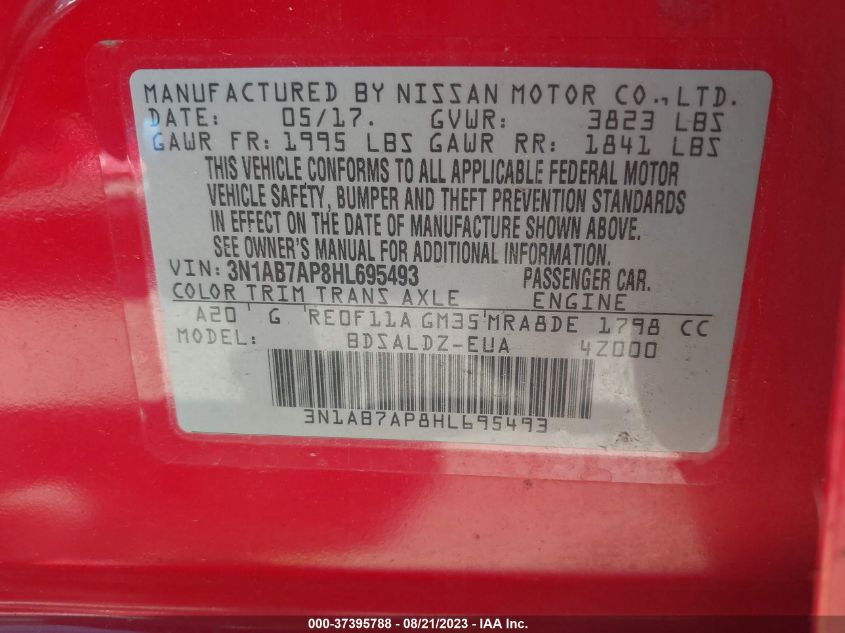 MANUFACTURED BY NISSAN MOTOR CO., LTD.
DATE: 05/17. GVWR: 3823 LBS
GAWR FR: 1995 LBS GAWR RR: 1841 LBS
THIS VEHICLE CONFORMS TO ALL APPLICABLE FEDERAL MOTOR
VEHICLE SAFETY, BUMPER AND THEFT PREVENTION STANDARDS
IN EFFECT ON THE DATE OF MANUFACTURE SHOWN ABOVE.
SEE OWNER'S MANUAL FOR ADDITIONAL INFORMATION.
VIN: 3N1AB7AP8HL695493 PASSENGER CAR.
COLOR TRIM TRANS AXLE ENGINE
A20 G RE0F11A GM35 MRA8DE 1798 CC
MODEL: BDSALDZ-EUA 4Z000
3N1AB7AP8HL695493
000-37395788 - 08/21/2023 - IAA Inc.